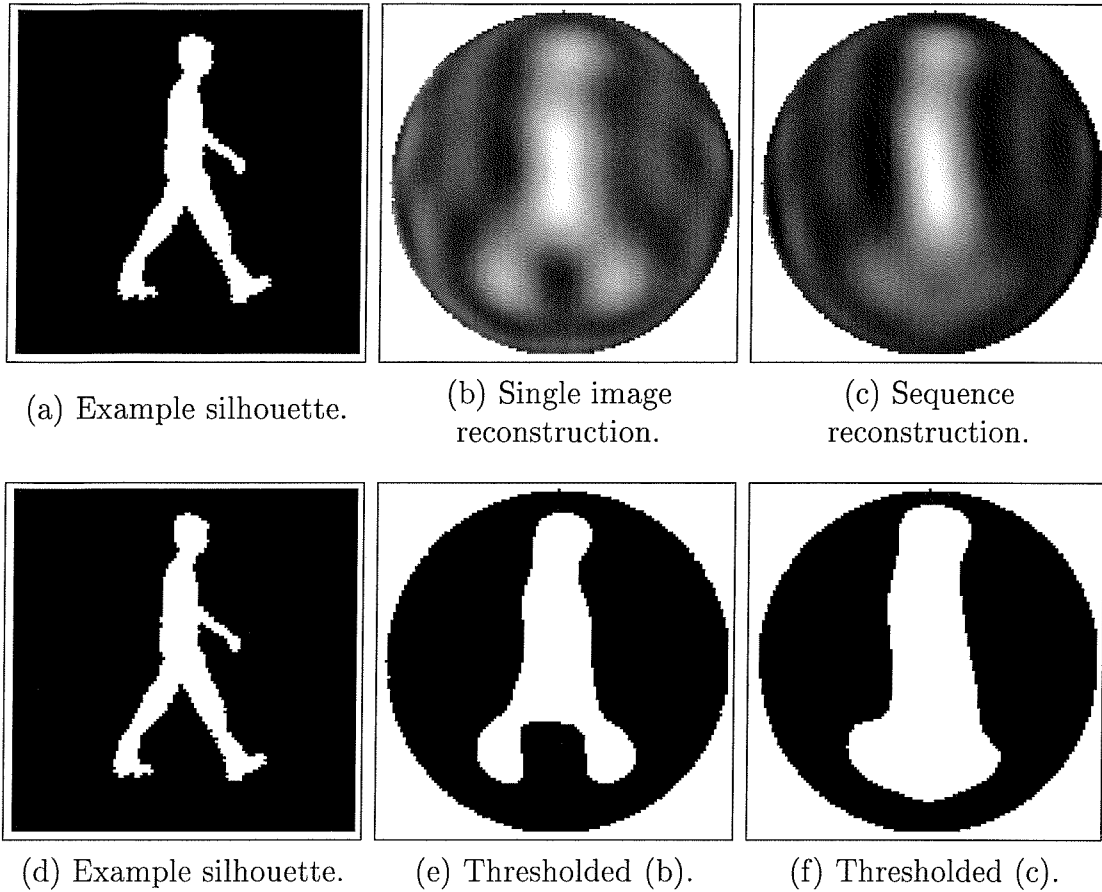 (a) Example silhouette.
(b) Single image
reconstruction.
(c) Sequence
reconstruction.
(d) Example silhouette.
(e) Thresholded (b).
(f) Thresholded (c).